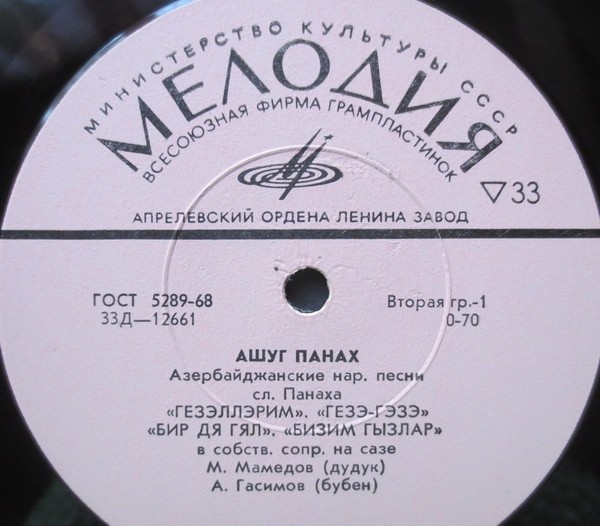 МИНИСТЕРСТВО КУЛЬТУРЫ СССР
МЕЛОДИЯ
ВСЕСОЮЗНАЯ ФИРМА ГРАМПЛАСТИНОК
▽33
АПРЕЛЕВСКИЙ ОРДЕНА ЛЕНИНА ЗАВОД
ГОСТ 5289-68
Вторая гр.-1
33Д—12661
0-70
АШУГ ПАНАХ
Азербайджанские нар. песни
сл. Панаха
«ГЕЗЭЛЛЭРИМ». «ГЕЗЭ-ГЭЗЭ»
«БИР ДЯ ГЯЛ». «БИЗИМ ГЫЗЛАР»
в собств. сопр. на сазе
М. Мамедов (дудук)
А. Гасимов (бубен)